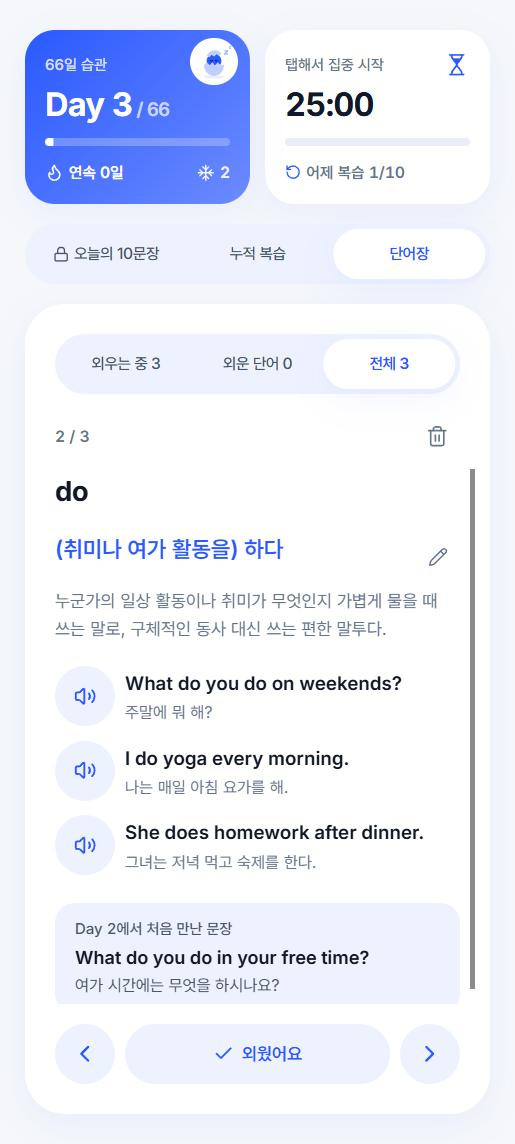 66일 습관
Day 3 / 66
연속 0일
2
탭해서 집중 시작
25:00
어제 복습 1/10
오늘의 10문장
누적 복습
단어장
외우는 중 3
외운 단어 0
전체 3
2 / 3
do
(취미나 여가 활동을) 하다
누군가의 일상 활동이나 취미가 무엇인지 가볍게 물을 때
쓰는 말로, 구체적인 동사 대신 쓰는 편한 말투다.
What do you do on weekends?
주말에 뭐 해?
I do yoga every morning.
나는 매일 아침 요가를 해.
She does homework after dinner.
그녀는 저녁 먹고 숙제를 한다.
Day 2에서 처음 만난 문장
What do you do in your free time?
여가 시간에는 무엇을 하시나요?
외웠어요